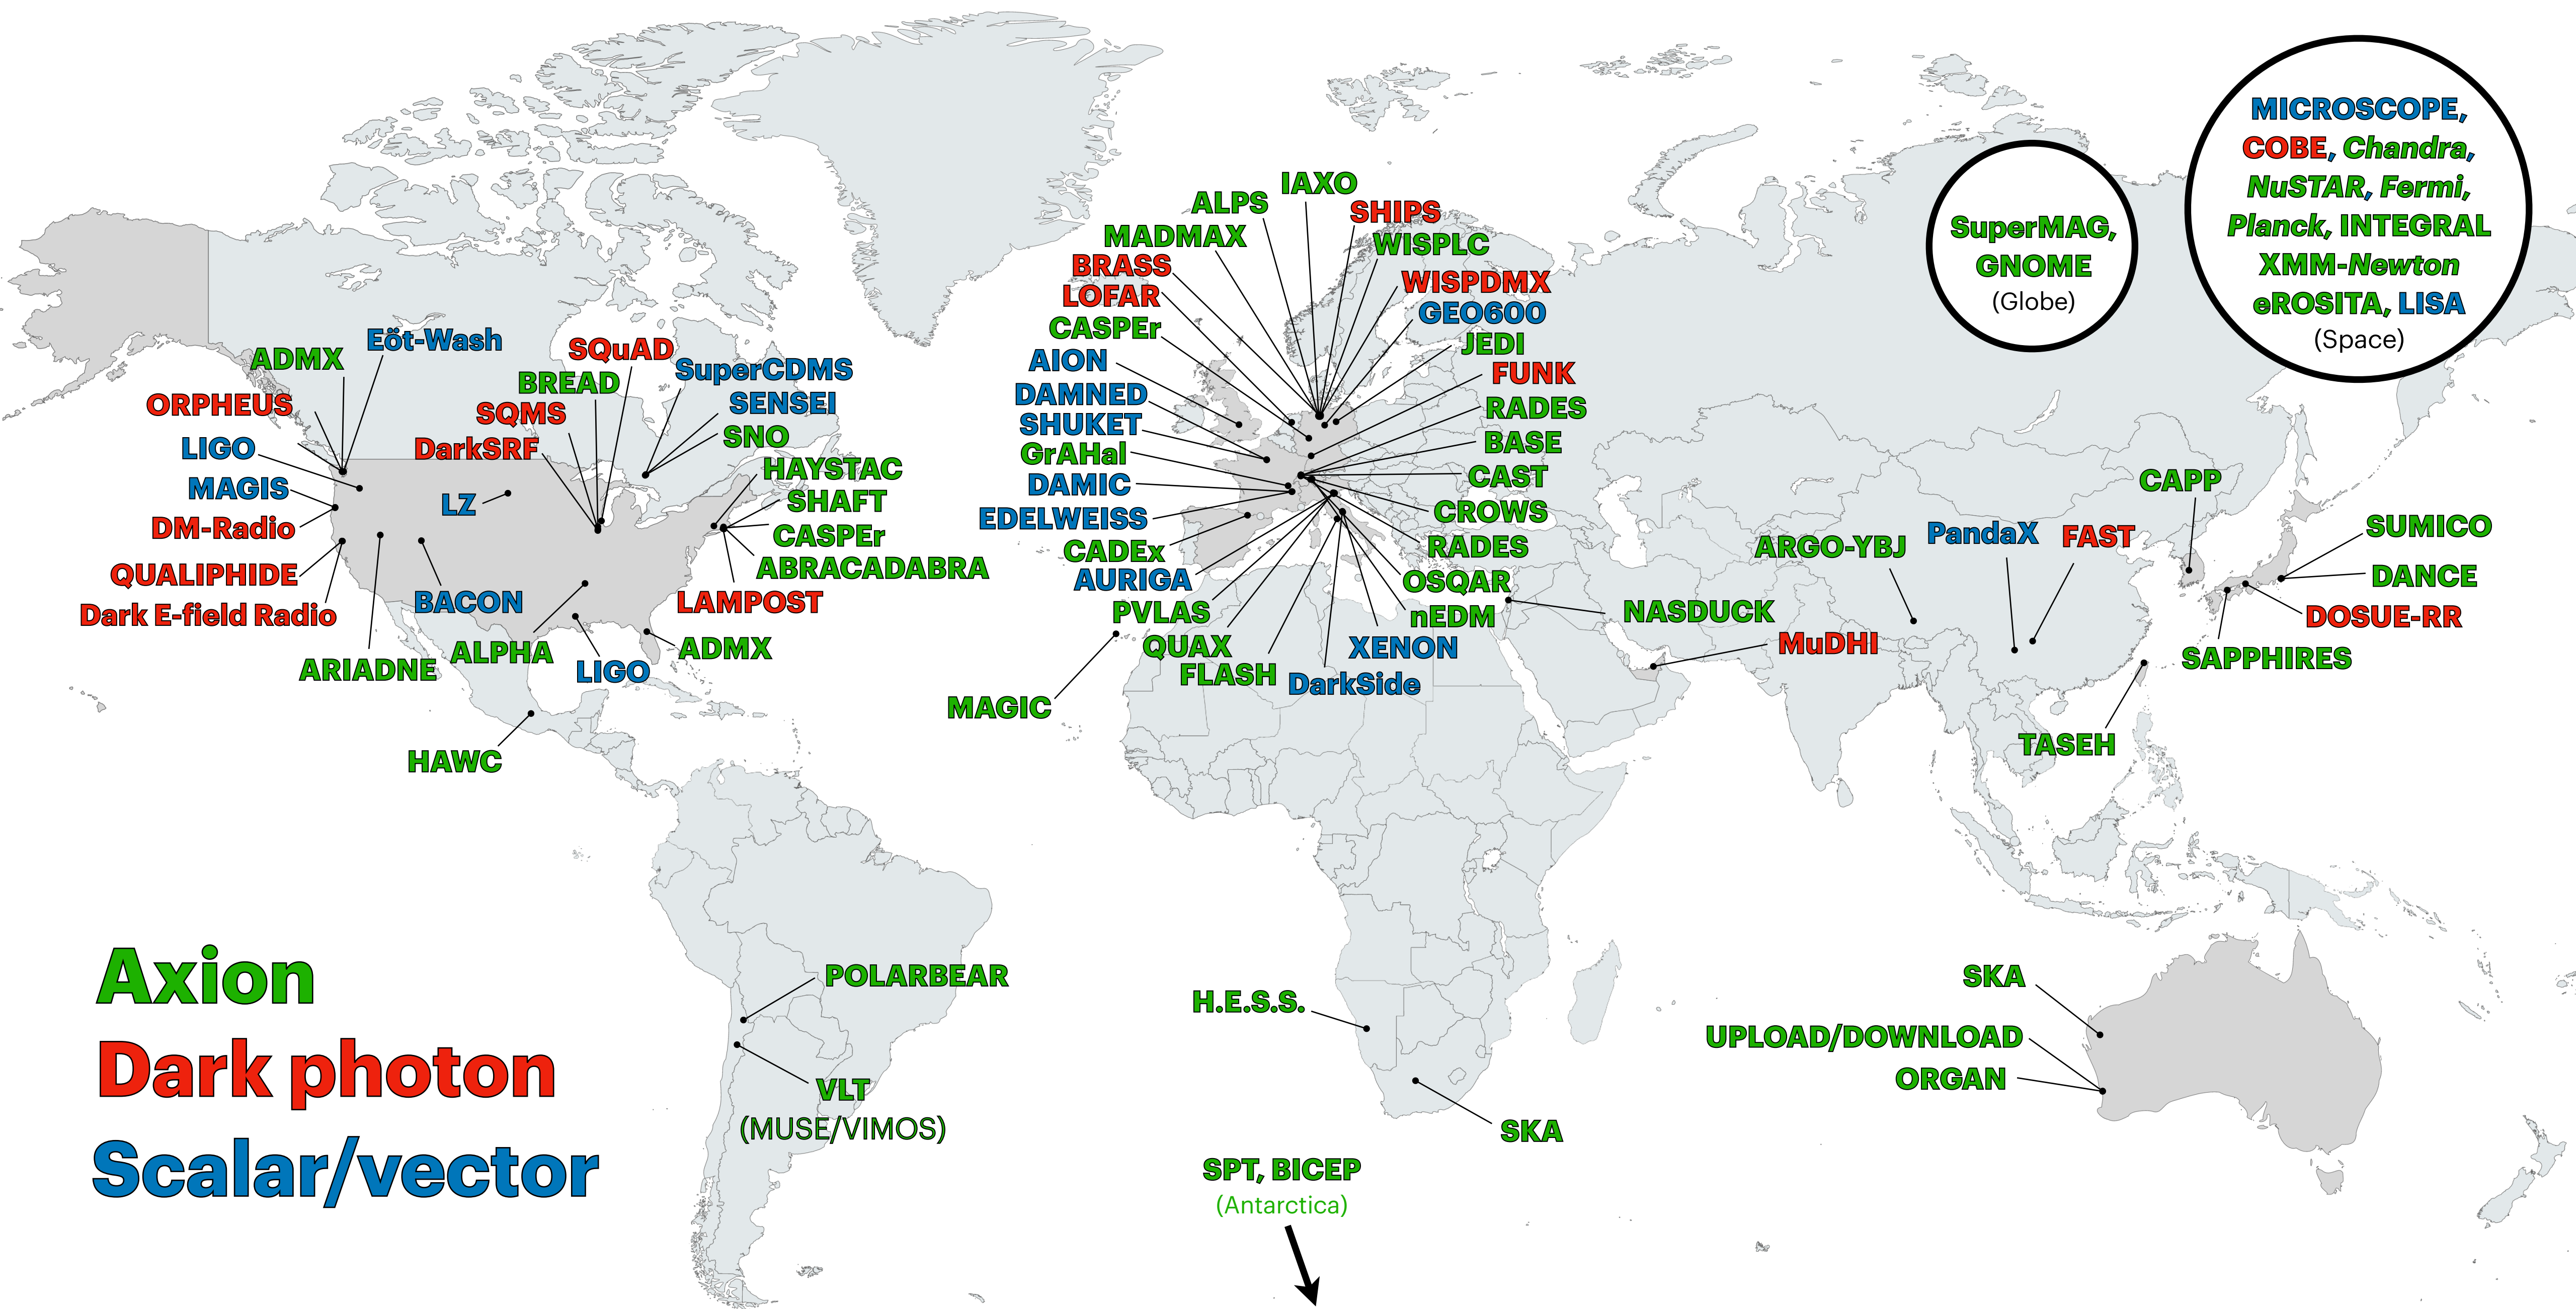 MICROSCOPE,
COBE, Chandra,
NuSTAR, Fermi,
Planck, INTEGRAL
XMM-Newton
eROSITA, LISA
(Space)
SuperMAG,
GNOME
(Globe)
Eöt-Wash
ADMX
ORPHEUS
LIGO
MAGIS
DM-Radio
QUALIPHIDE
Dark E-field Radio
ARIADNE
BACON
LZ
ALPHA
LIGO
ADMX
HAWC
SQuAD
BREAD
SQMS
DarkSRF
SuperCDMS
SENSEI
SNO
HAYSTAC
SHAFT
CASPEr
ABRACADABRA
LAMPOST
IAXO
ALPS
MADMAX
BRASS
LOFAR
CASPEr
AION
DAMNED
SHUKET
GrAHal
DAMIC
EDELWEISS
CADEx
AURIGA
PVLAS
QUAX
FLASH
DarkSide
XENON
nEDM
OSQAR
RADES
CROWS
CAST
BASE
RADES
FUNK
JEDI
GEO600
WISPDMX
WISPLC
SHIPS
MAGIC
NASDUCK
MuDHI
ARGO-YBJ
PandaX
FAST
CAPP
SUMICO
DANCE
DOSUE-RR
SAPPHIRES
TASEH
POLARBEAR
VLT
(MUSE/VIMOS)
H.E.S.S.
SKA
SPT, BICEP
(Antarctica)
SKA
UPLOAD/DOWNLOAD
ORGAN
Axion
Dark photon
Scalar/vector